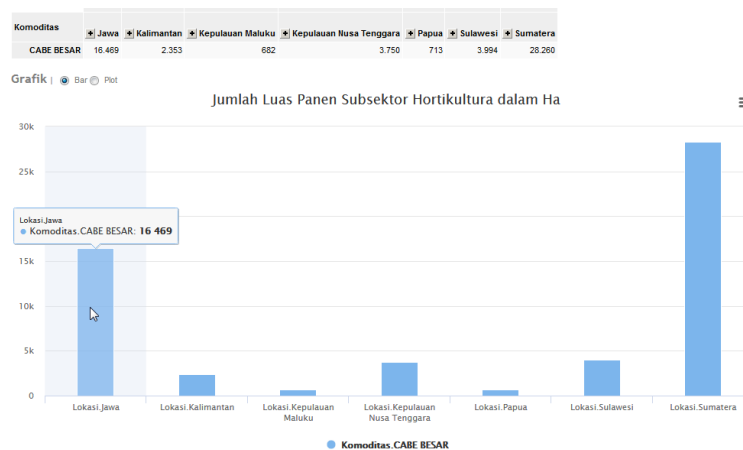 Komoditas
Jawa Kalimantan Kepulauan Maluku Kepulauan Nusa Tenggara Papua Sulawesi Sumatera
CABE BESAR 16.469 2.353 682 3.750 713 3.994 28.260
Grafik | Bar Plot
Jumlah Luas Panen Subsektor Hortikultura dalam Ha
30k
25k
Lokasi.Jawa
Komoditas.CABE BESAR: 16 469
15k
10k
5k
0
Lokasi.Jawa Lokasi.Kalimantan Lokasi.Kepulauan Lokasi.Kepulauan Lokasi.Papua Lokasi.Sulawesi Lokasi.Sumatera
Maluku Nusa Tenggara
Komoditas.CABE BESAR